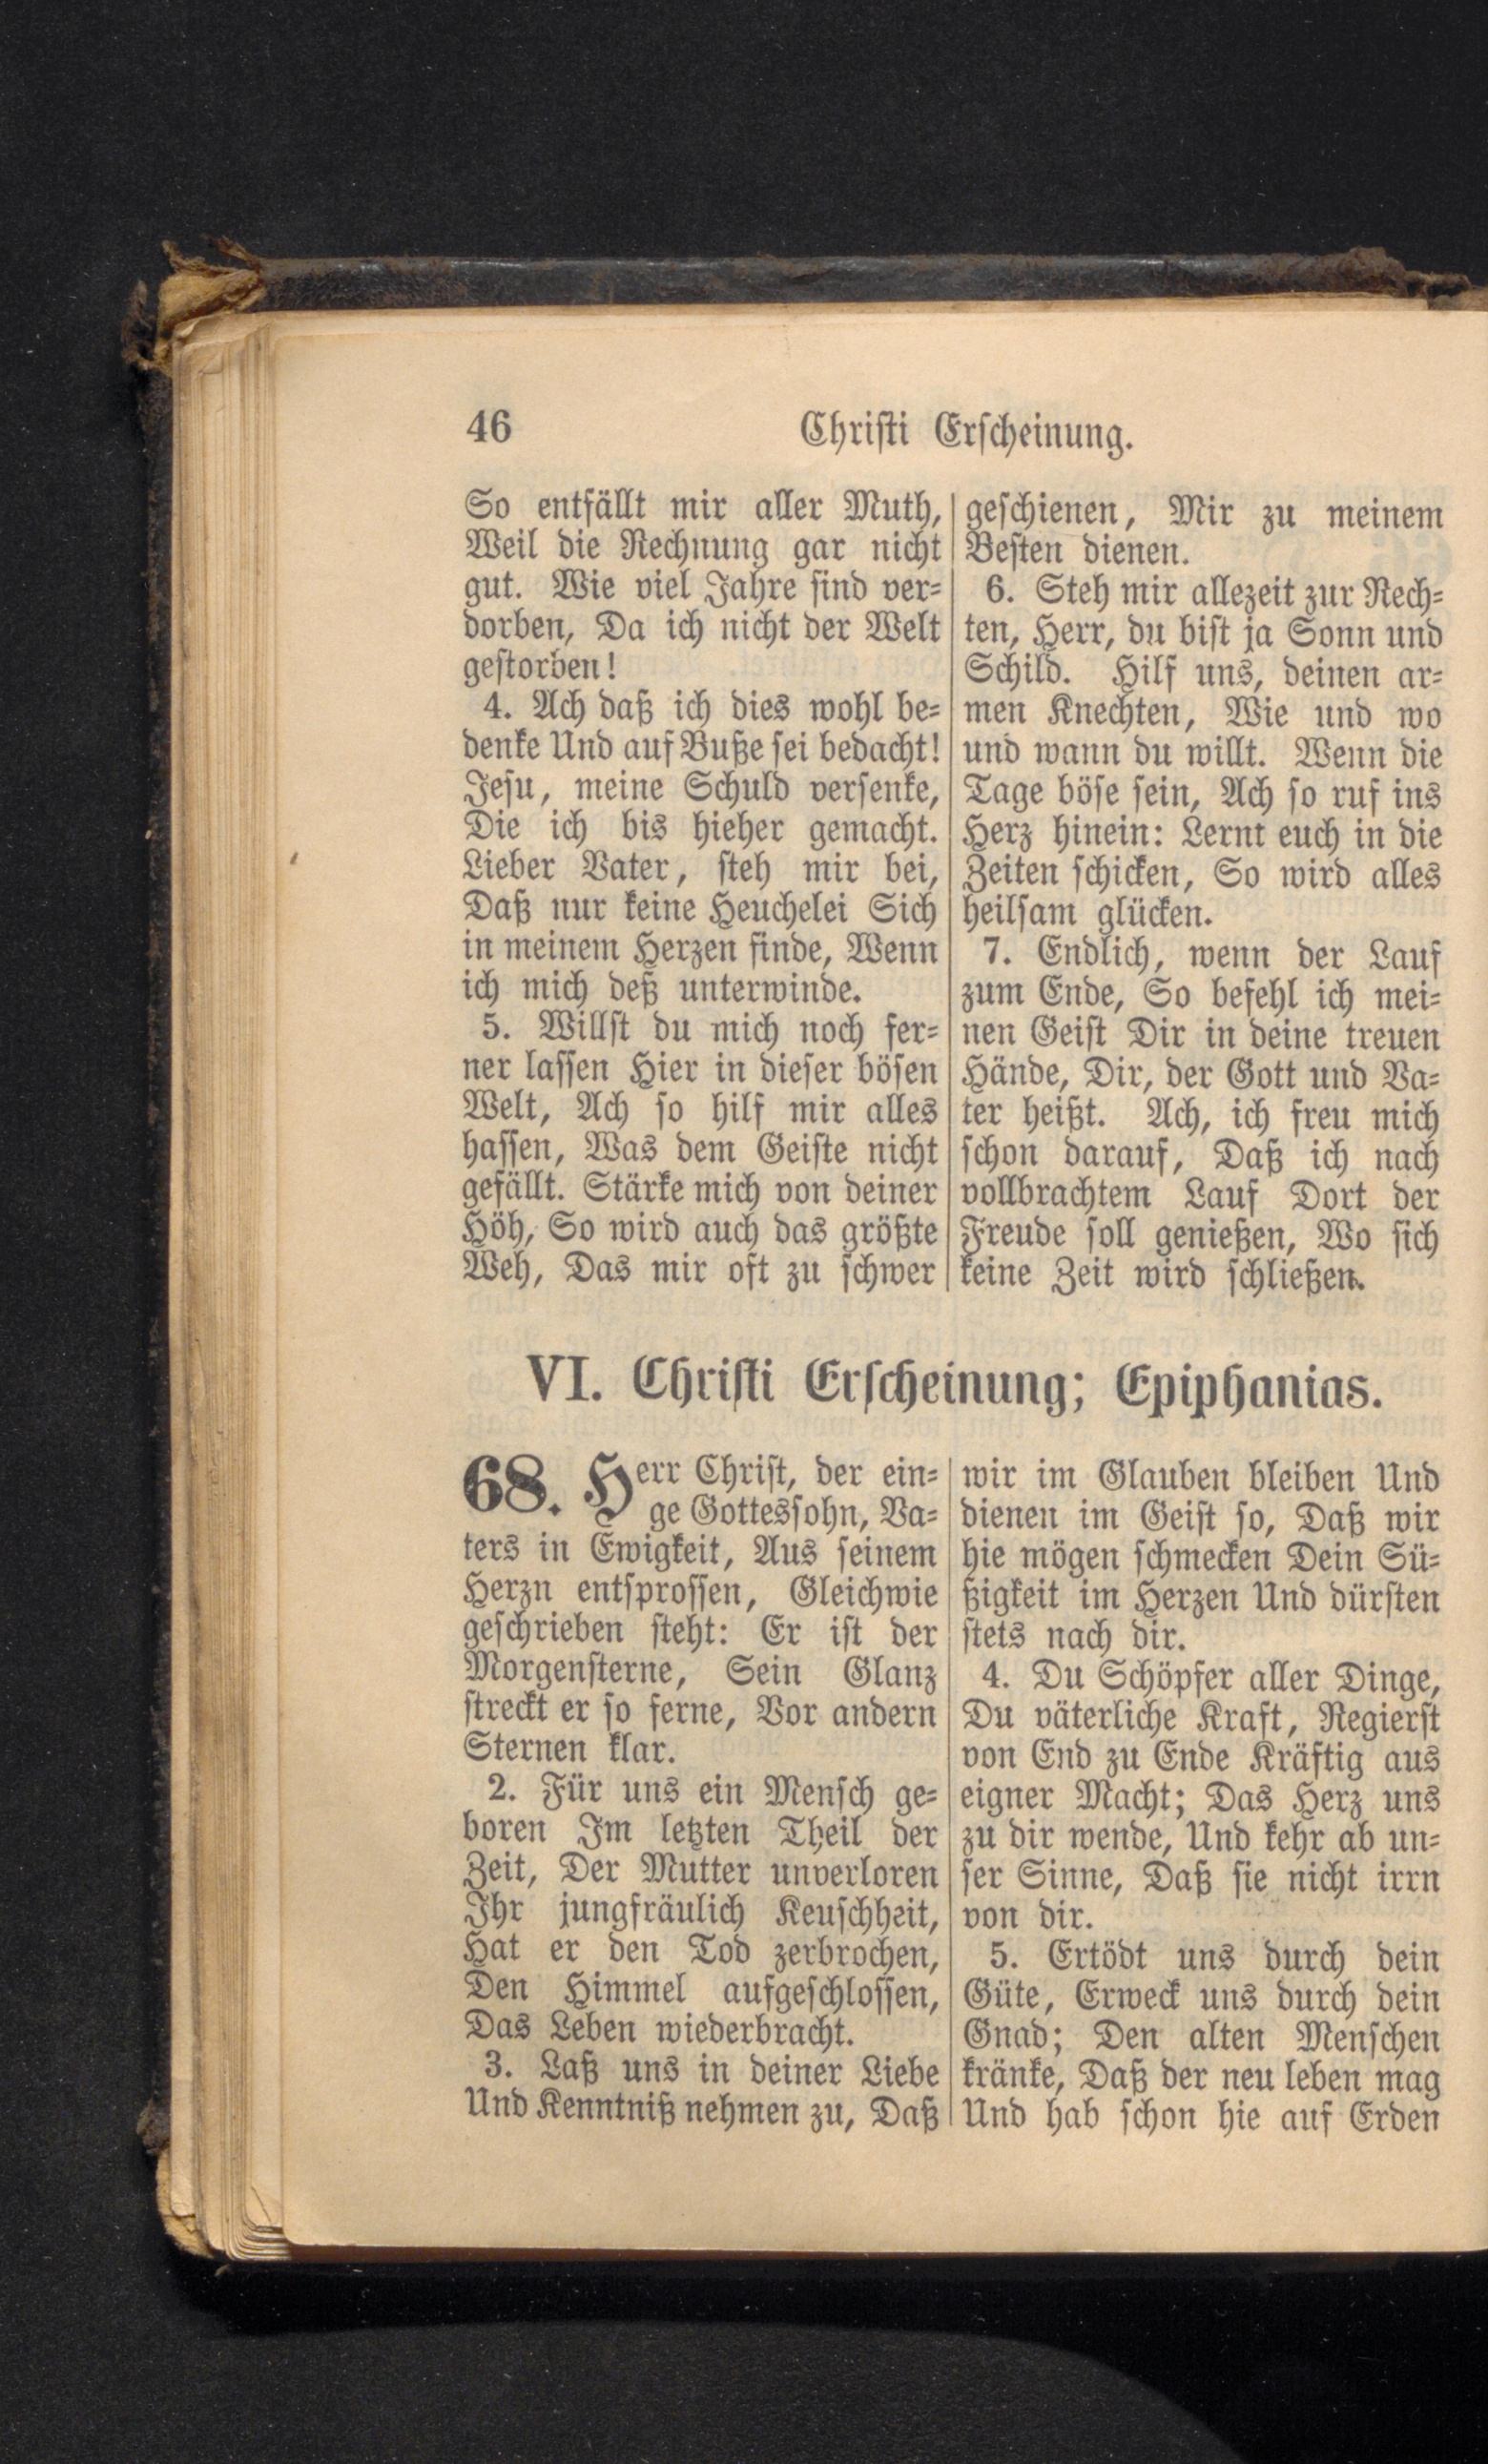 46
Christi Erscheinung.
So entfällt mir aller Muth,
Weil die Rechnung gar nicht
gut. Wie viel Jahre sind ver-
dorben, Da ich nicht der Welt
gestorben!
4. Ach daß ich dies wohl be-
denke Und auf Buße sei bedacht!
Jesu, meine Schuld versenke,
Die ich bis hieher gemacht.
Lieber Vater, steh mir bei,
Daß nur keine Heuchelei Sich
in meinem Herzen finde, Wenn
ich mich deß unterwinde.
5. Willst du mich noch fer-
ner lassen Hier in dieser bösen
Welt, Ach so hilf mir alles
hassen, Was dem Geiste nicht
gefällt. Stärke mich von deiner
Höh, So wird auch das größte
Weh, Das mir oft zu schwer
geschienen, Mir zu meinem
Besten dienen.
6. Steh mir allezeit zur Rech-
ten, Herr, du bist ja Sonn und
Schild. Hilf uns, deinen ar-
men Knechten, Wie und wo
und wann du willt. Wenn die
Tage böse sein, Ach so ruf ins
Herz hinein: Lernt euch in die
Zeiten schicken, So wird alles
heilsam glücken.
7. Endlich, wenn der Lauf
zum Ende, So befehl ich mei-
nen Geist Dir in deine treuen
Hände, Dir, der Gott und Va-
ter heißt. Ach, ich freu mich
schon darauf, Daß ich nach
vollbrachtem Lauf Dort der
Freude soll genießen, Wo sich
keine Zeit wird schließen.
VI. Christi Erscheinung; Epiphanias.
68. Herr Christ, der ein-
ge Gottessohn, Va-
ters in Ewigkeit, Aus seinem
Herzn entsprossen, Gleichwie
geschrieben steht: Er ist der
Morgensterne, Sein Glanz
streckt er so ferne, Vor andern
Sternen klar.
2. Für uns ein Mensch ge-
boren Im letzten Theil der
Zeit, Der Mutter unverloren
Ihr jungfräulich Keuschheit,
Hat er den Tod zerbrochen,
Den Himmel aufgeschlossen,
Das Leben wiederbracht.
3. Laß uns in deiner Liebe
Und Kenntniß nehmen zu, Daß
wir im Glauben bleiben Und
dienen im Geist so, Daß wir
hie mögen schmecken Dein Sü-
ßigkeit im Herzen Und dürsten
stets nach dir.
4. Du Schöpfer aller Dinge,
Du väterliche Kraft, Regierst
von End zu Ende Kräftig aus
eigner Macht; Das Herz uns
zu dir wende, Und kehr ab un-
ser Sinne, Daß sie nicht irrn
von dir.
5. Ertödt uns durch dein
Güte, Erweck uns durch dein
Gnad; Den alten Menschen
kränke, Daß der neu leben mag
Und hab schon hie auf Erden